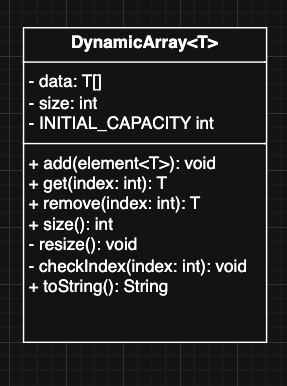 DynamicArray<T>
- data: T[]
- size: int
- INITIAL_CAPACITY int
+ add(element<T>): void
+ get(index: int): T
+ remove(index: int): T
+ size(): int
- resize(): void
- checkIndex(index: int): void
+ toString(): String